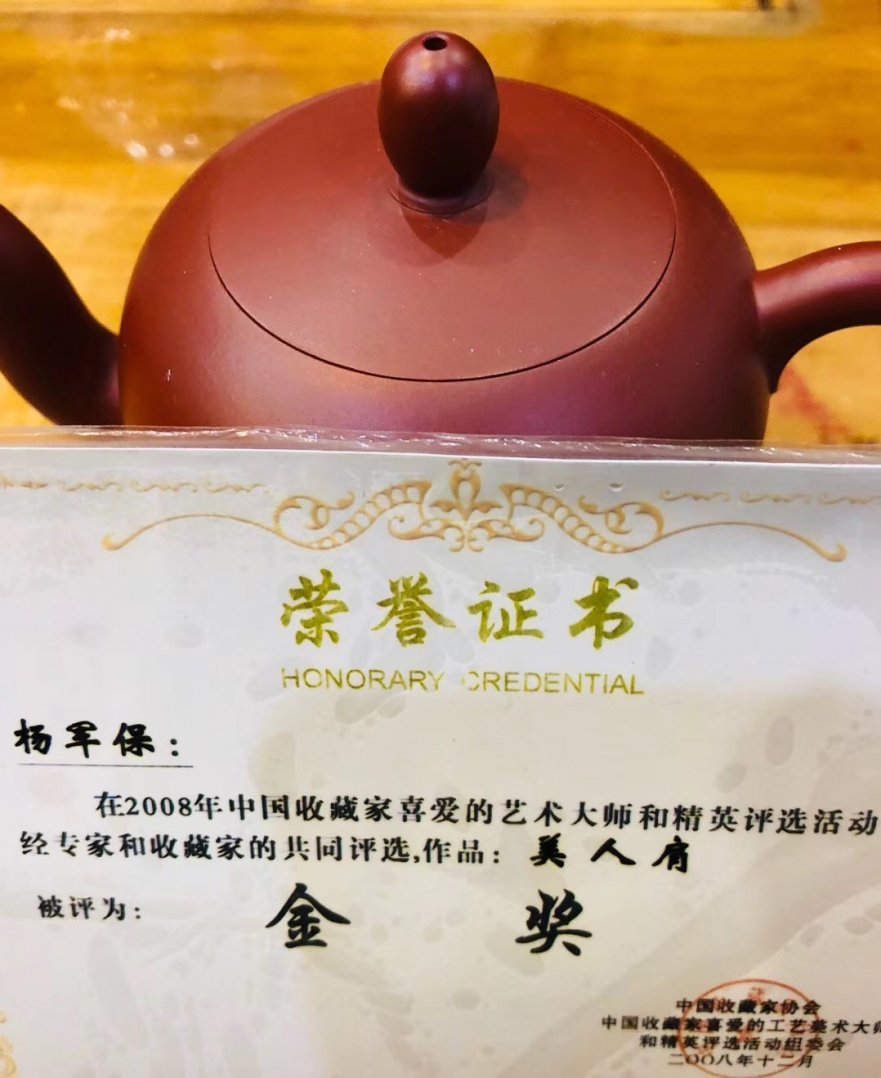 荣誉证书
HONORARY CREDENTIAL
杨军保：
在2008年中国收藏家喜爱的艺术大师和精英评选活动
经专家和收藏家的共同评选,作品：美人肩
被评为：
金奖
中国收藏家协会
中国收藏家喜爱的工艺美术大师
和精英评选活动组委会
二〇〇八年十二月